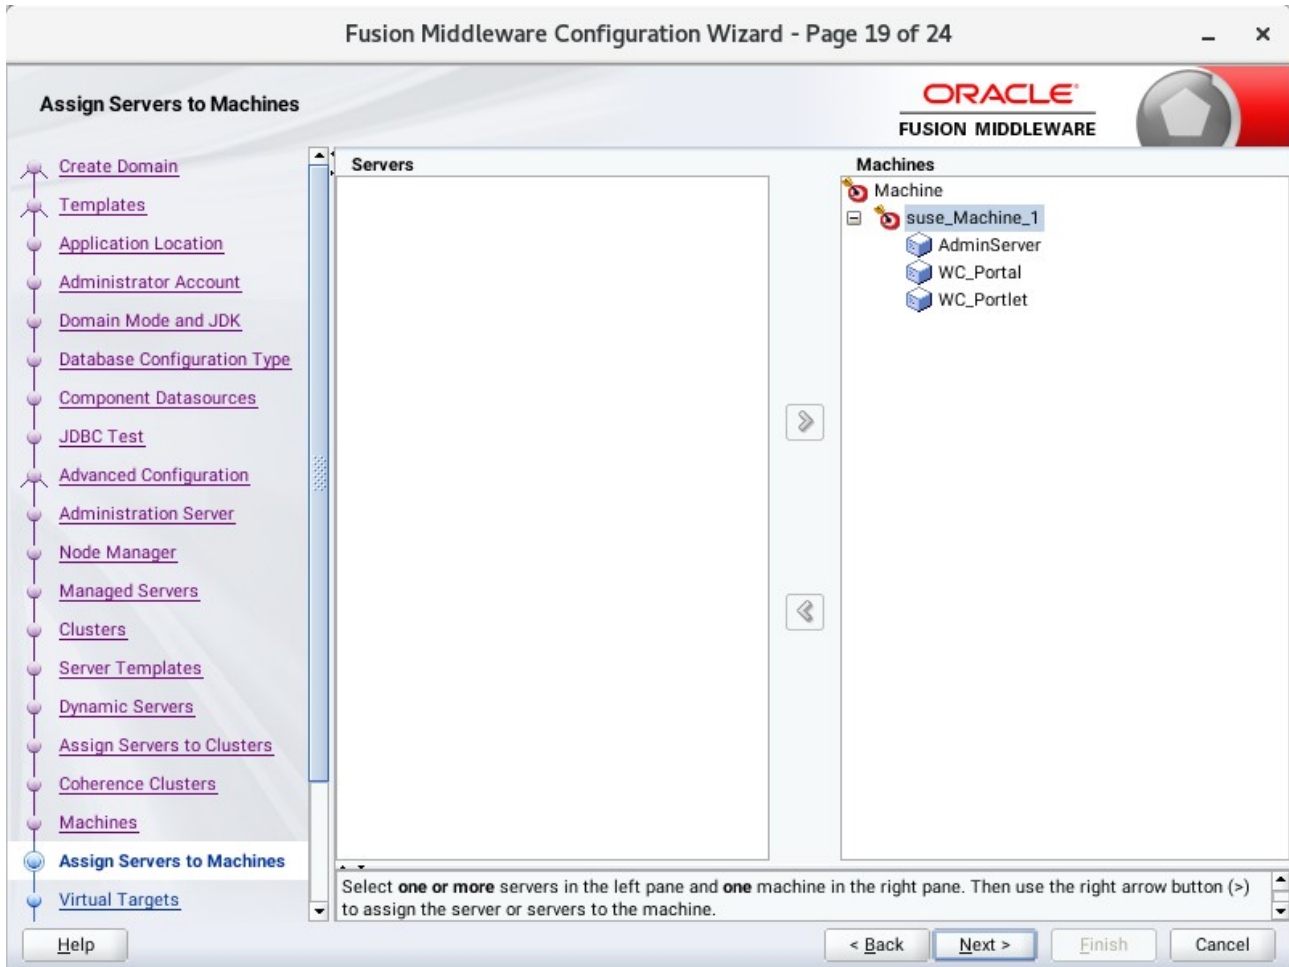 Fusion Middleware Configuration Wizard - Page 19 of 24
Assign Servers to Machines
ORACLE
FUSION MIDDLEWARE
Create Domain
Templates
Application Location
Administrator Account
Domain Mode and JDK
Database Configuration Type
Component Datasources
JDBC Test
Advanced Configuration
Administration Server
Node Manager
Managed Servers
Clusters
Server Templates
Dynamic Servers
Assign Servers to Clusters
Coherence Clusters
Machines
Assign Servers to Machines
Virtual Targets
Servers
Machines
Machine
suse_Machine_1
AdminServer
WC_Portal
WC_Portlet
Select one or more servers in the left pane and one machine in the right pane. Then use the right arrow button (>)
to assign the server or servers to the machine.
Help
< Back
Next >
Finish
Cancel